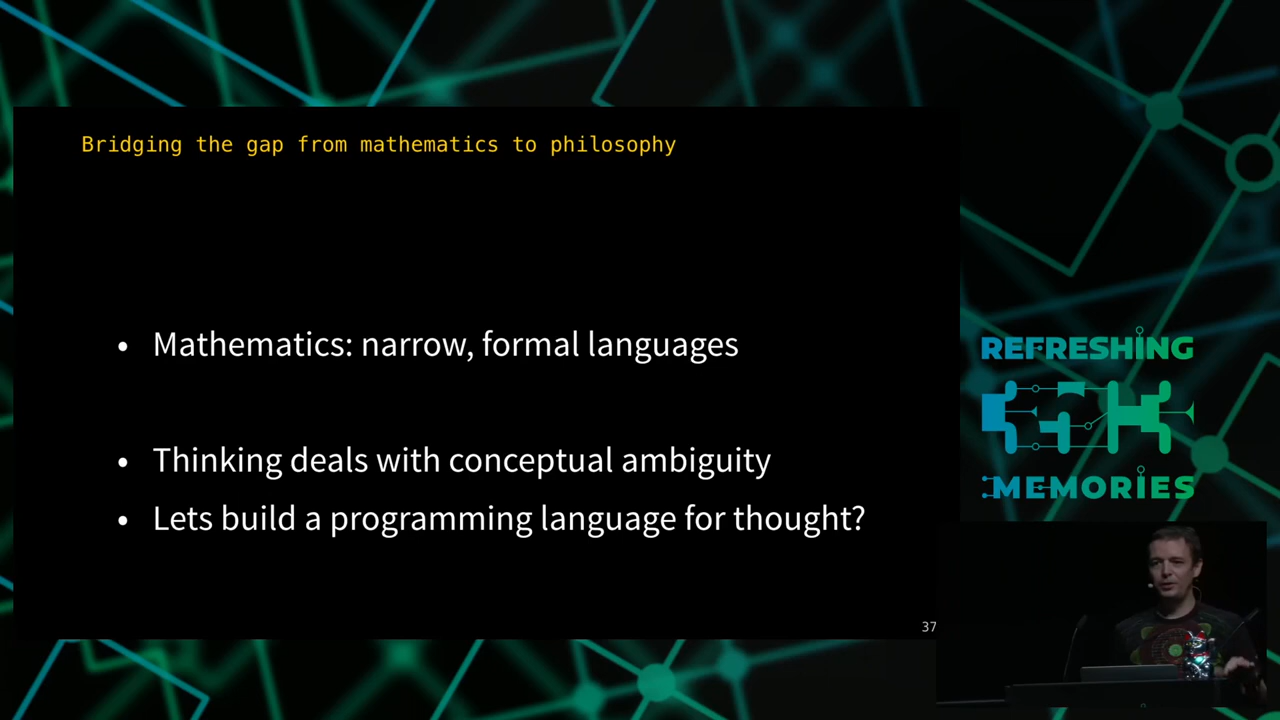 Bridging the gap from mathematics to philosophy
• Mathematics: narrow, formal languages
• Thinking deals with conceptual ambiguity
• Lets build a programming language for thought?
37
REFRESHING
35C3
:MEMORIES